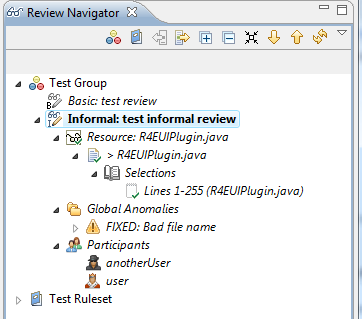 Review Navigator
Test Group
Basic: test review
Informal: test informal review
Resource: R4EUIPlugin.java
> R4EUIPlugin.java
Selections
Lines 1-255 (R4EUIPlugin.java)
Global Anomalies
FIXED: Bad file name
Participants
anotherUser
user
Test Ruleset